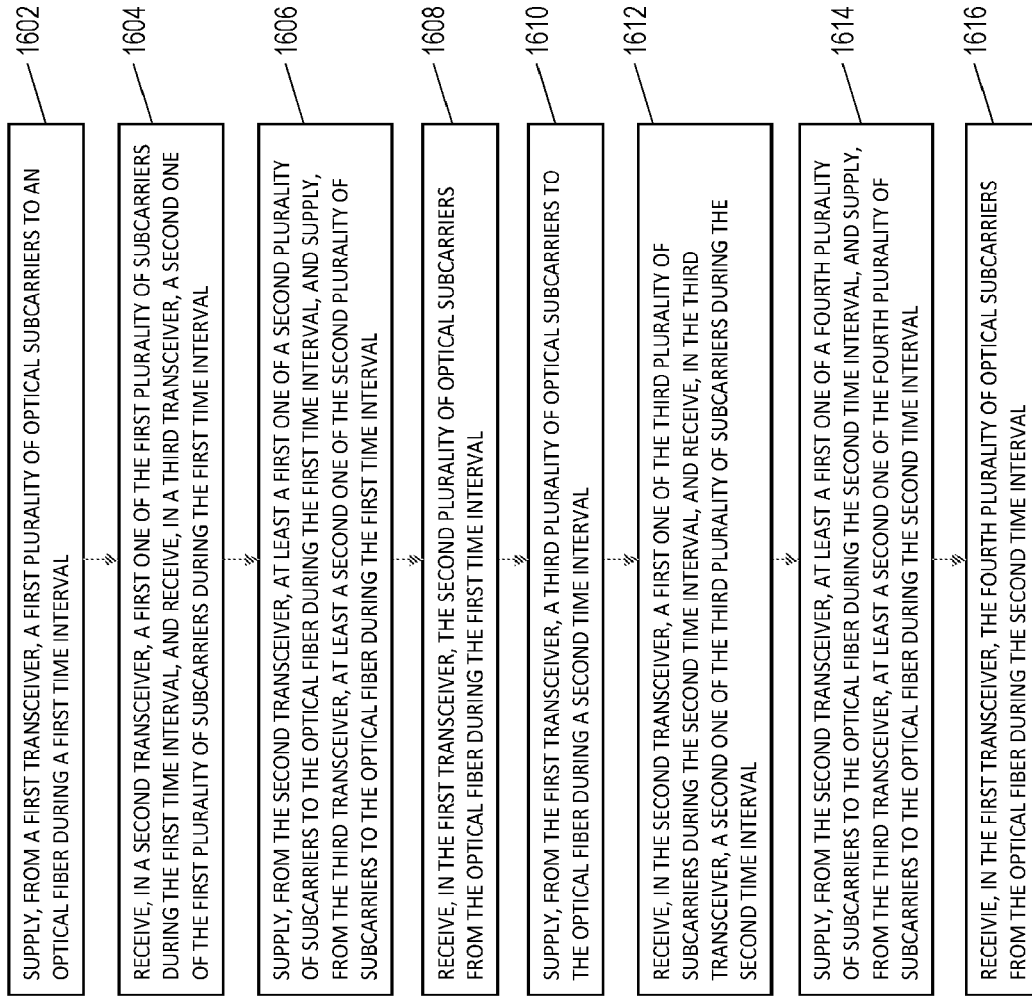 SUPPLY, FROM A FIRST TRANSCEIVER, A FIRST PLURALITY OF OPTICAL SUBCARRIERS TO AN
OPTICAL FIBER DURING A FIRST TIME INTERVAL
1602
RECEIVE, IN A SECOND TRANSCEIVER, A FIRST ONE OF THE FIRST PLURALITY OF SUBCARRIERS
DURING THE FIRST TIME INTERVAL, AND RECEIVE, IN A THIRD TRANSCEIVER, A SECOND ONE
OF THE FIRST PLURALITY OF SUBCARRIERS DURING THE FIRST TIME INTERVAL
1604
SUPPLY, FROM THE SECOND TRANSCEIVER, AT LEAST A FIRST ONE OF A SECOND PLURALITY
OF SUBCARRIERS TO THE OPTICAL FIBER DURING THE FIRST TIME INTERVAL, AND SUPPLY,
FROM THE THIRD TRANSCEIVER, AT LEAST A SECOND ONE OF THE SECOND PLURALITY OF
SUBCARRIERS TO THE OPTICAL FIBER DURING THE FIRST TIME INTERVAL
1606
RECEIVE, IN THE FIRST TRANSCEIVER, THE SECOND PLURALITY OF OPTICAL SUBCARRIERS
FROM THE OPTICAL FIBER DURING THE FIRST TIME INTERVAL
1608
SUPPLY, FROM THE FIRST TRANSCEIVER, A THIRD PLURALITY OF OPTICAL SUBCARRIERS TO
THE OPTICAL FIBER DURING A SECOND TIME INTERVAL
1610
RECEIVE, IN THE SECOND TRANSCEIVER, A FIRST ONE OF THE THIRD PLURALITY OF
SUBCARRIERS DURING THE SECOND TIME INTERVAL, AND RECEIVE, IN THE THIRD
TRANSCEIVER, A SECOND ONE OF THE THIRD PLURALITY OF SUBCARRIERS DURING THE
SECOND TIME INTERVAL
1612
SUPPLY, FROM THE SECOND TRANSCEIVER, AT LEAST A FIRST ONE OF A FOURTH PLURALITY
OF SUBCARRIERS TO THE OPTICAL FIBER DURING THE SECOND TIME INTERVAL, AND SUPPLY,
FROM THE THIRD TRANSCEIVER, AT LEAST A SECOND ONE OF THE FOURTH PLURALITY OF
SUBCARRIERS TO THE OPTICAL FIBER DURING THE SECOND TIME INTERVAL
1614
RECEIVIE, IN THE FIRST TRANSCEIVER, THE FOURTH PLURALITY OF OPTICAL SUBCARRIERS
FROM THE OPTICAL FIBER DURING THE SECOND TIME INTERVAL
1616